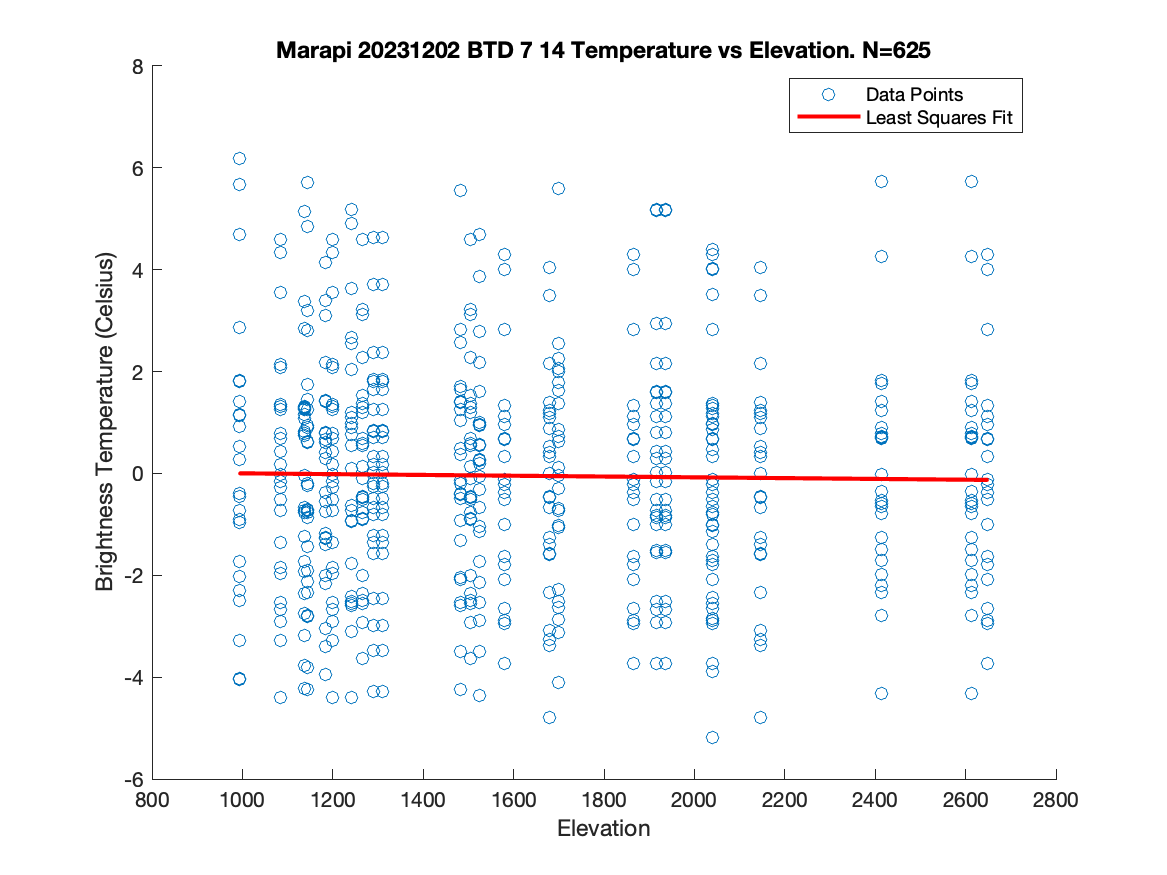 Marapi 20231202 BTD 7 14 Temperature vs Elevation. N=625
Data Points
Least Squares Fit
Brightness Temperature (Celsius)
8
6
4
2
0
-2
-4
-6
800 1000 1200 1400 1600 1800 2000 2200 2400 2600 2800
Elevation